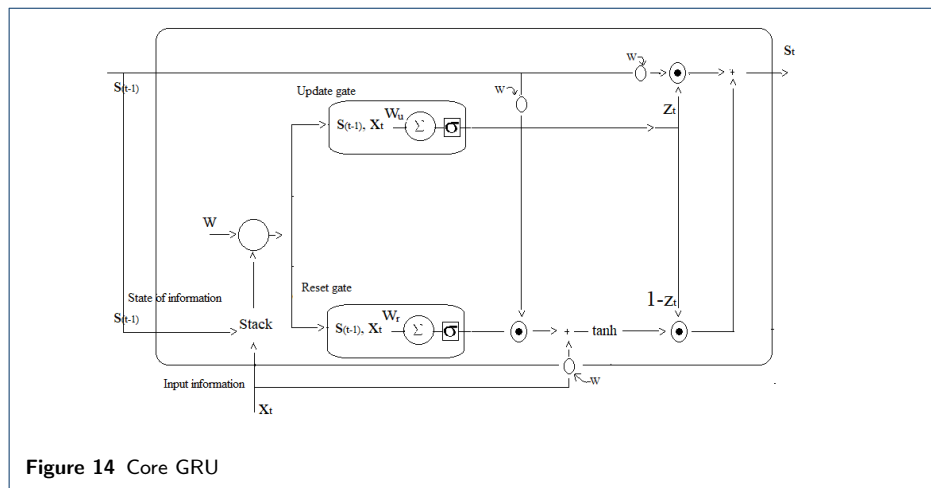 St
W
S(t-1)
W
Update gate
Zt
S(t-1), Xt Wu Σ σ
W
Reset gate
1-Zt
State of information
S(t-1)
Stack
S(t-1), Xt Wr Σ σ
+ tanh
Input information
W
Xt
Figure 14 Core GRU